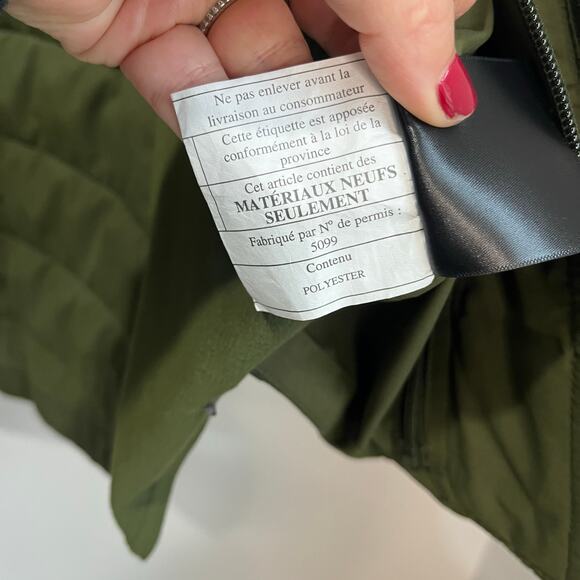 Ne pas enlever avant la
livraison au consommateur
Cette étiquette est apposée
conformément à la loi de la
province
Cet article contient des
MATÉRIAUX NEUFS
SEULEMENT
Fabriqué par Nº de permis :
5099
Contenu
POLYESTER